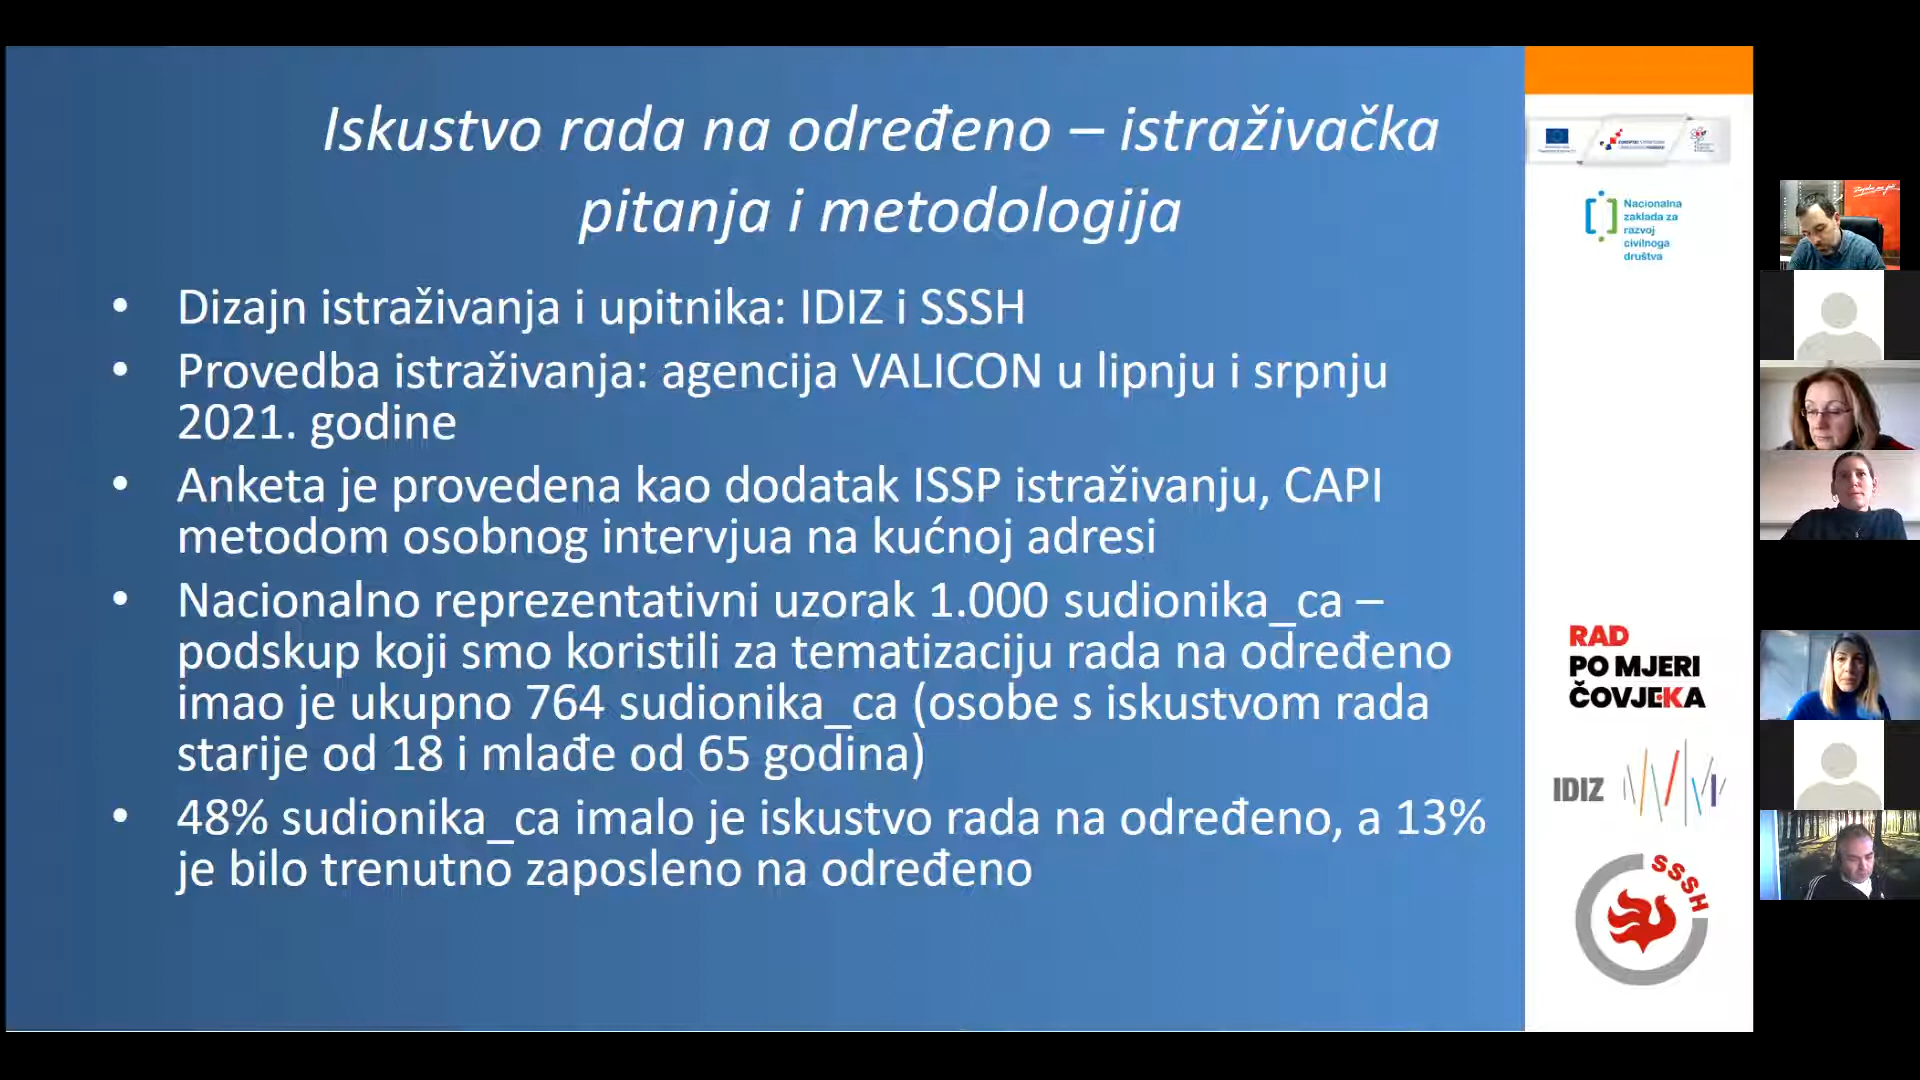 Iskustvo rada na određeno – istraživačka
pitanja i metodologija
• Dizajn istraživanja i upitnika: IDIZ i SSSH
• Provedba istraživanja: agencija VALICON u lipnju i srpnju
2021. godine
• Anketa je provedena kao dodatak ISSP istraživanju, CAPI
metodom osobnog intervjua na kućnoj adresi
• Nacionalno reprezentativni uzorak 1.000 sudionika_ca –
podskup koji smo koristili za tematizaciju rada na određeno
imao je ukupno 764 sudionika_ca (osobe s iskustvom rada
starije od 18 i mlađe od 65 godina)
• 48% sudionika_ca imalo je iskustvo rada na određeno, a 13%
je bilo trenutno zaposleno na određeno
Nacionalna
zaklada za
razvoj
civilnoga
društva
RAD
PO MJERI
ČOVJEKA
IDIZ
SSSH